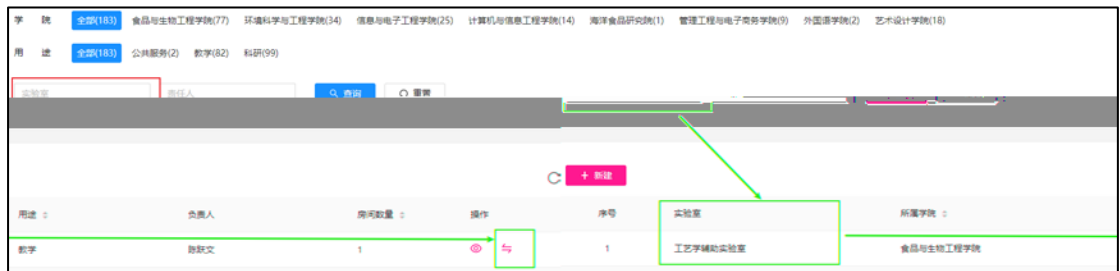 学 院 全部(183) 食品与生物工程学院(77) 环境科学与工程学院(34) 信息与电子工程学院(25) 计算机与信息工程学院(14) 海洋食品研究院(1) 管理工程与电子商务学院(9) 外国语学院(2) 艺术设计学院(18)
用 途 全部(183) 公共服务(2) 教学(82) 科研(99)
实验室 责任人 查询 重置
+ 新建
用途 负责人 房间数量 操作 序号 实验室 所属学院
教学 陈跃文 1 1 工艺学辅助实验室 食品与生物工程学院